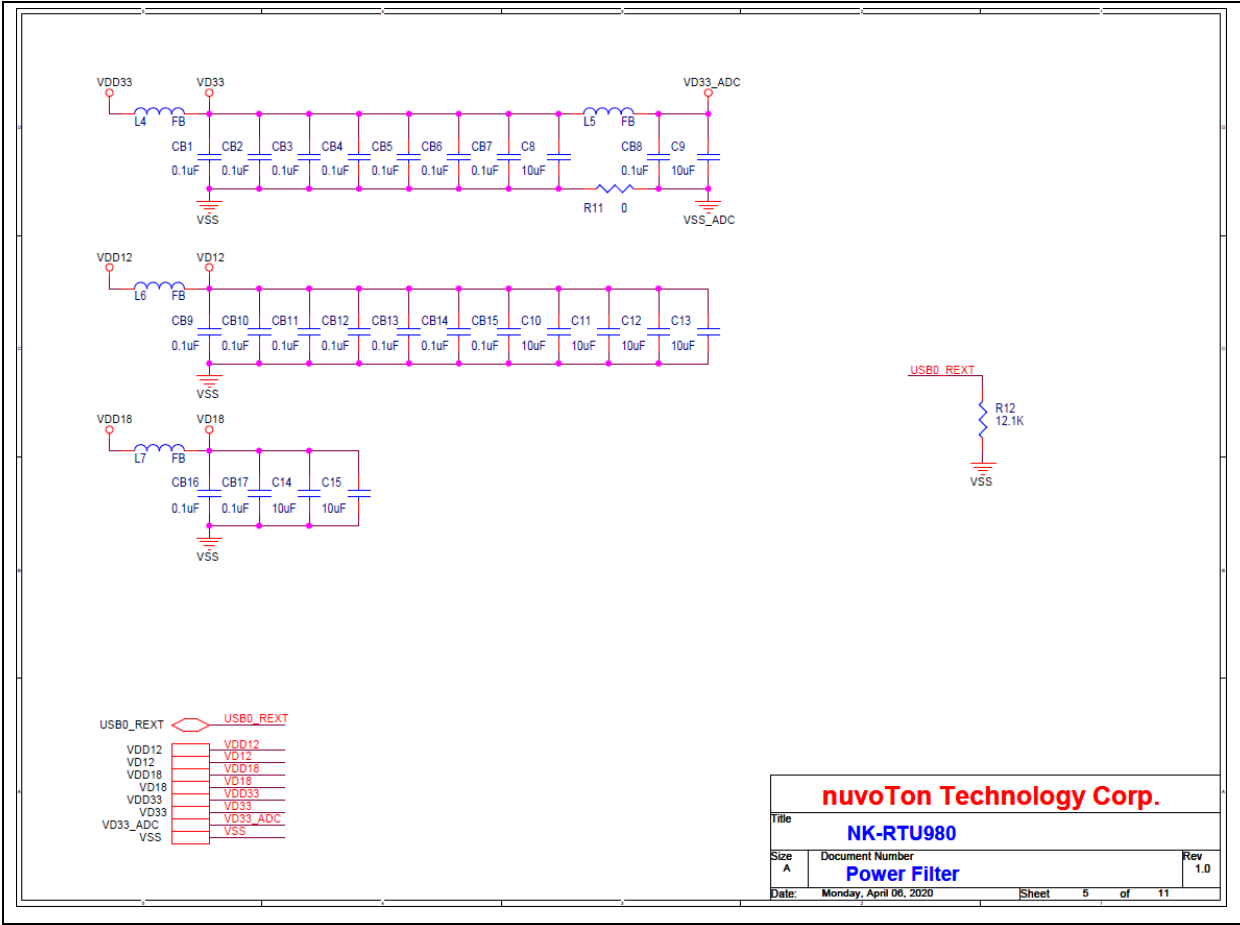 VDD33 VD33 VD33_ADC
L4 FB L5 FB
CB1 CB2 CB3 CB4 CB5 CB6 CB7 C8 CB8 C9
0.1uF 0.1uF 0.1uF 0.1uF 0.1uF 0.1uF 0.1uF 10uF 0.1uF 10uF
R11 0
VSS VSS_ADC
VDD12 VD12
L6 FB
CB9 CB10 CB11 CB12 CB13 CB14 CB15 C10 C11 C12 C13
0.1uF 0.1uF 0.1uF 0.1uF 0.1uF 0.1uF 0.1uF 10uF 10uF 10uF 10uF
VSS
USB0_REXT
R12
12.1K
VSS
VDD18 VD18
L7 FB
CB16 CB17 C14 C15
0.1uF 0.1uF 10uF 10uF
VSS
USB0_REXT USB0_REXT
VDD12 VDD12
VD12 VD12
VDD18 VDD18
VD18 VD18
VDD33 VDD33
VD33 VD33
VD33_ADC VD33_ADC
VSS VSS
nuvoTon Technology Corp.
Title
NK-RTU980
Size Document Number Rev
A Power Filter 1.0
Date: Monday, April 06, 2020 Sheet 5 of 11